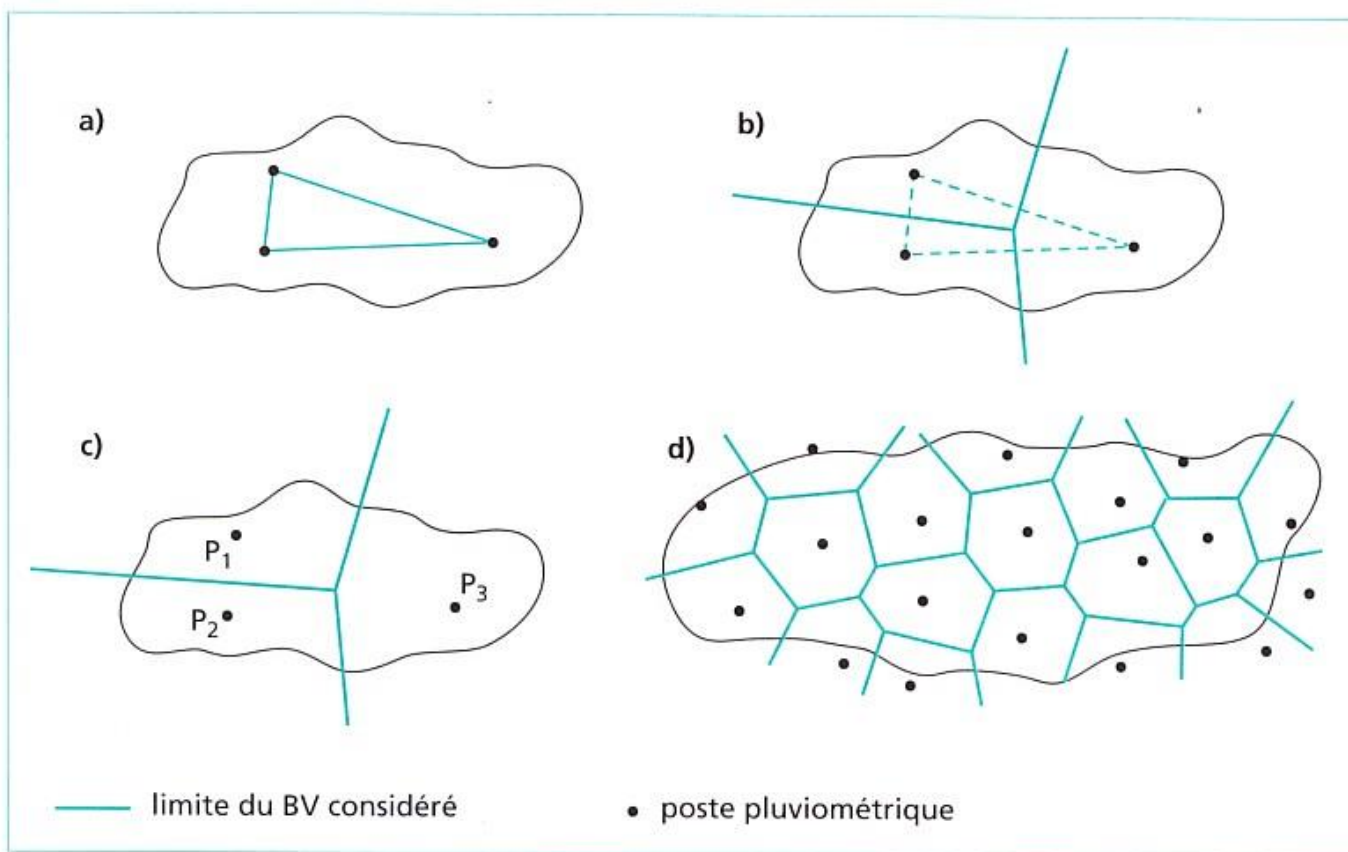 a)
b)
c)
P1
P2
P3
d)
limite du BV considéré
poste pluviométrique